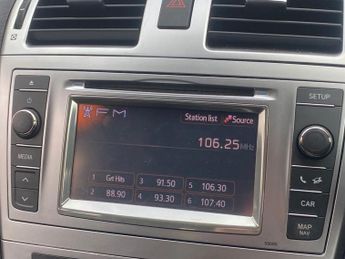 SETUP
FM
Station list Source
106.25 MHz
MEDIA
1 Grt Hits 3 91.50 5 106.30
2 88.90 4 93.30 6 107.40
CAR
MAP
NAV